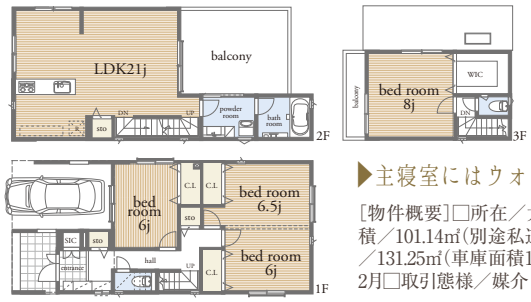 LDK21j
balcony
DN
UP
sto
R
powder
room
bath
room
2F
balcony
bed room
8j
WIC
DN
3F
bed
room
6j
C.L
C.L
bed room
6.5j
sto
bed room
6j
C.L
SIC
sto
hall
entrance
UP
1F
▶主寝室にはウォ
[物件概要]□所在／
積／101.14㎡(別途私
／131.25㎡(車庫面積1
2月□取引態様／媒介